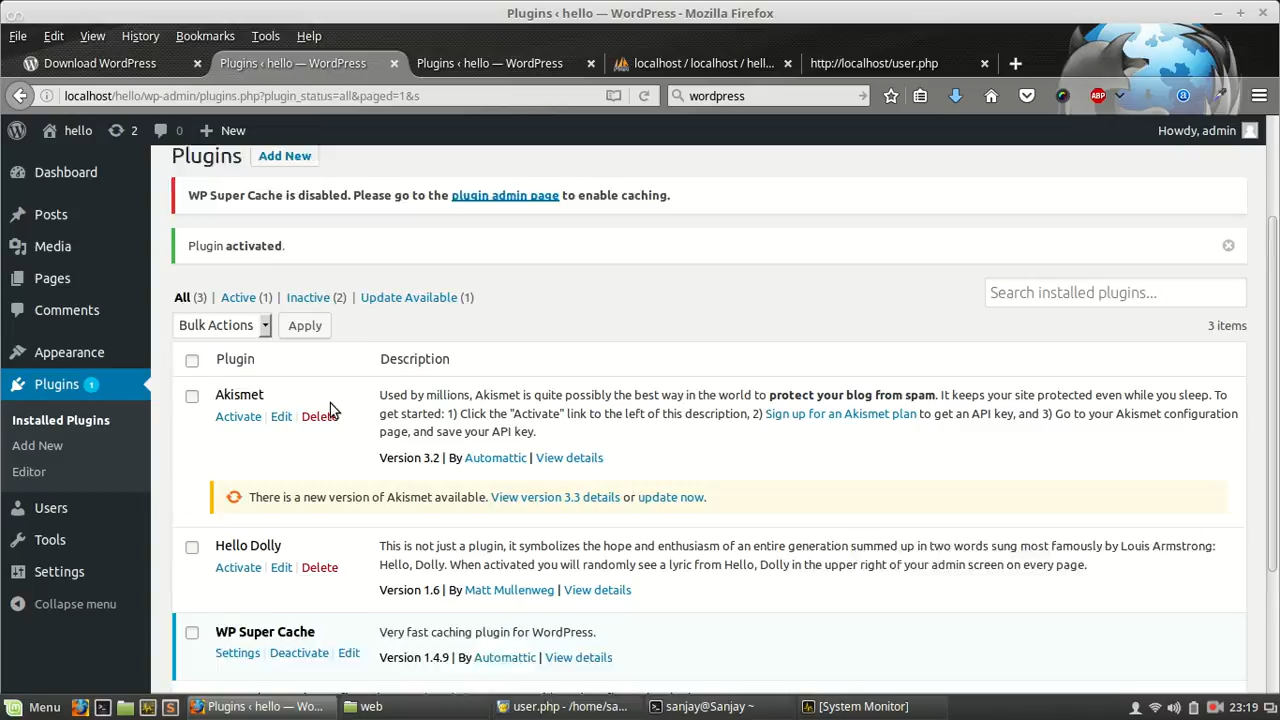 Plugins ‹ hello — WordPress - Mozilla Firefox
File Edit View History Bookmarks Tools Help
Download WordPress
Plugins ‹ hello — WordPress
Plugins ‹ hello — WordPress
localhost / localhost / hell...
http://localhost/user.php
localhost/hello/wp-admin/plugins.php?plugin_status=all&paged=1&s
wordpress
ABP
hello
2
0
New
Howdy, admin
Dashboard
Posts
Media
Pages
Comments
Appearance
Plugins 1
Installed Plugins
Add New
Editor
Users
Tools
Settings
Collapse menu
Plugins Add New
WP Super Cache is disabled. Please go to the plugin admin page to enable caching.
Plugin activated.
All (3) | Active (1) | Inactive (2) | Update Available (1)
Search installed plugins...
Bulk Actions Apply
3 items
Plugin Description
Akismet
Activate | Edit | Delete
Used by millions, Akismet is quite possibly the best way in the world to protect your blog from spam. It keeps your site protected even while you sleep. To
get started: 1) Click the "Activate" link to the left of this description, 2) Sign up for an Akismet plan to get an API key, and 3) Go to your Akismet configuration
page, and save your API key.
Version 3.2 | By Automattic | View details
There is a new version of Akismet available. View version 3.3 details or update now.
Hello Dolly
Activate | Edit | Delete
This is not just a plugin, it symbolizes the hope and enthusiasm of an entire generation summed up in two words sung most famously by Louis Armstrong:
Hello, Dolly. When activated you will randomly see a lyric from Hello, Dolly in the upper right of your admin screen on every page.
Version 1.6 | By Matt Mullenweg | View details
WP Super Cache
Settings | Deactivate | Edit
Very fast caching plugin for WordPress.
Version 1.4.9 | By Automattic | View details
Menu
Plugins ‹ hello — Wo...
web
user.php - /home/sa...
sanjay@Sanjay ~
[System Monitor]
23:19